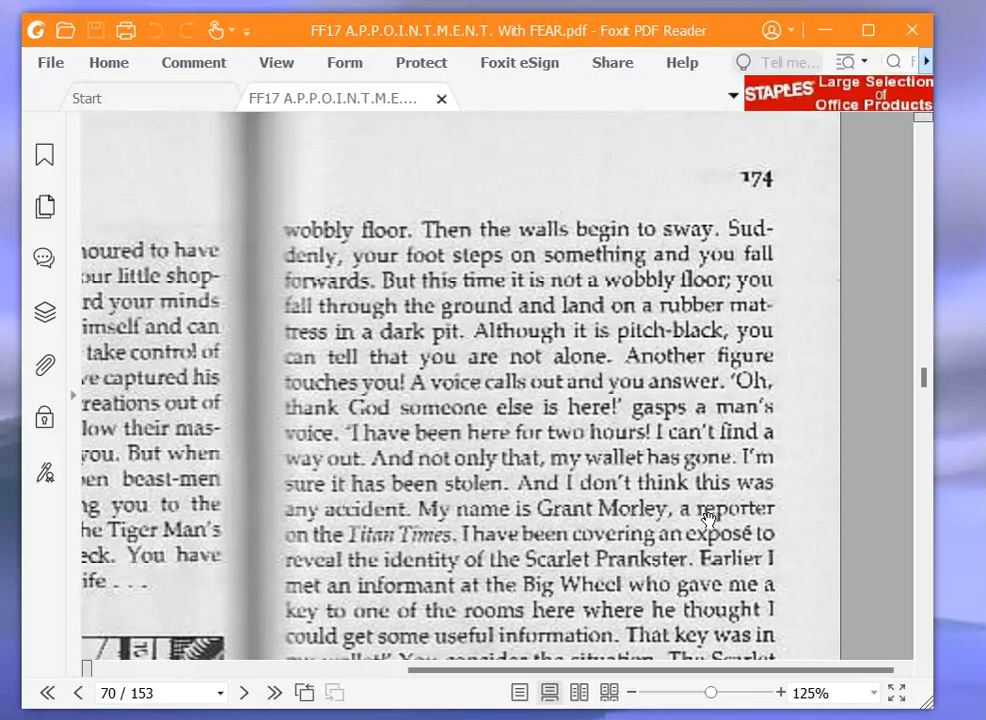 FF17 A.P.P.O.I.N.T.M.E.N.T. With FEAR.pdf - Foxit PDF Reader
File Home Comment View Form Protect Foxit eSign Share Help Tell me... F
Start FF17 A.P.P.O.I.N.T.M.E....
STAPLES Large Selection
of
Office Products
noured to have
our little shop-
rd your minds
imself and can
take control of
ve captured his
reations out of
low their mas-
you. But when
en beast-men
ng you to the
he Tiger Man's
eck. You have
ife . . .
174
wobbly floor. Then the walls begin to sway. Sud-
denly, your foot steps on something and you fall
forwards. But this time it is not a wobbly floor; you
fall through the ground and land on a rubber mat-
tress in a dark pit. Although it is pitch-black, you
can tell that you are not alone. Another figure
touches you! A voice calls out and you answer. 'Oh,
thank God someone else is here!' gasps a man's
voice. 'I have been here for two hours! I can't find a
way out. And not only that, my wallet has gone. I'm
sure it has been stolen. And I don't think this was
any accident. My name is Grant Morley, a reporter
on the Titan Times. I have been covering an exposé to
reveal the identity of the Scarlet Prankster. Earlier I
met an informant at the Big Wheel who gave me a
key to one of the rooms here where he thought I
could get some useful information. That key was in
my wallet!' You consider the situation. The Scarlet
70 / 153 125%